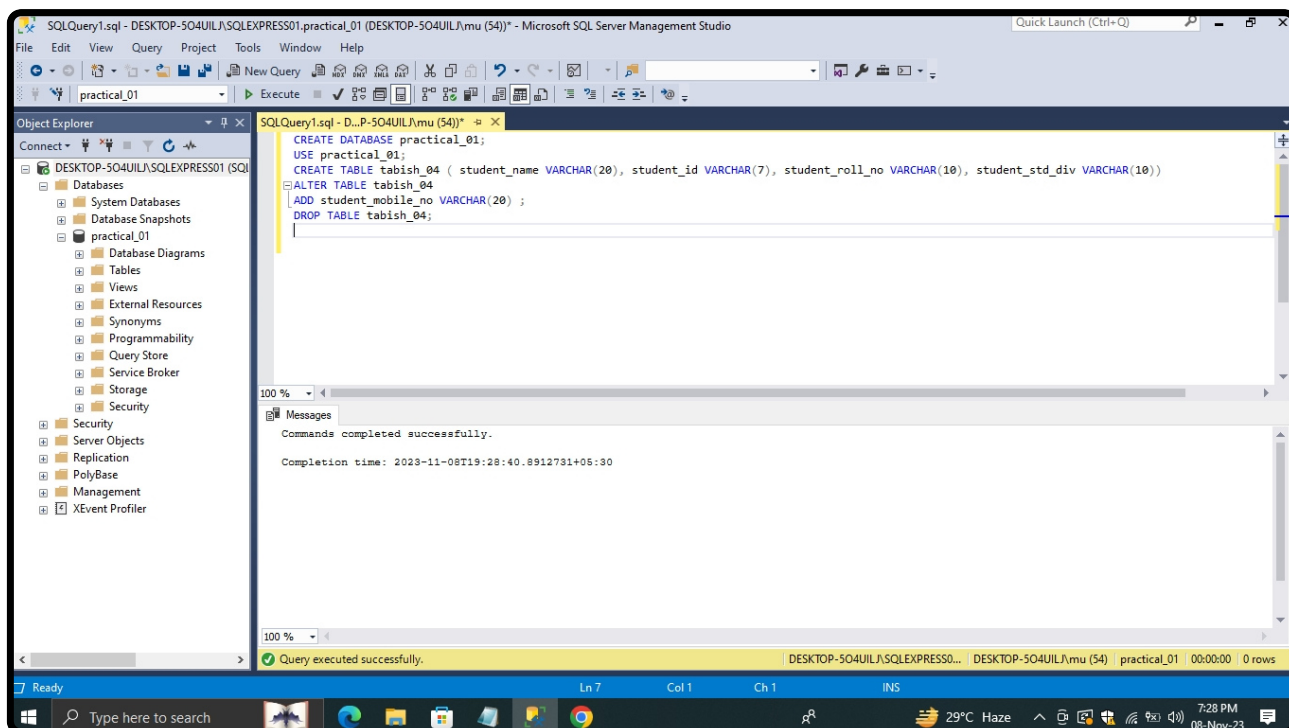 SQLQuery1.sql - DESKTOP-5O4UILJ\SQLEXPRESS01.practical_01 (DESKTOP-5O4UILJ\mu (54))* - Microsoft SQL Server Management Studio
Quick Launch (Ctrl+Q)
File Edit View Query Project Tools Window Help
New Query
MDX DMX XMLA DAX
practical_01
Execute
Object Explorer
SQLQuery1.sql - D...P-5O4UILJ\mu (54))*
Connect
DESKTOP-5O4UILJ\SQLEXPRESS01 (SQL
Databases
System Databases
Database Snapshots
practical_01
Database Diagrams
Tables
Views
External Resources
Synonyms
Programmability
Query Store
Service Broker
Storage
Security
Security
Server Objects
Replication
PolyBase
Management
XEvent Profiler
CREATE DATABASE practical_01;
USE practical_01;
CREATE TABLE tabish_04 ( student_name VARCHAR(20), student_id VARCHAR(7), student_roll_no VARCHAR(10), student_std_div VARCHAR(10))
ALTER TABLE tabish_04
ADD student_mobile_no VARCHAR(20) ;
DROP TABLE tabish_04;
100 %
Messages
Commands completed successfully.
Completion time: 2023-11-08T19:28:40.8912731+05:30
100 %
Query executed successfully.
DESKTOP-5O4UILJ\SQLEXPRESS0... DESKTOP-5O4UILJ\mu (54) practical_01 00:00:00 0 rows
Ready Ln 7 Col 1 Ch 1 INS
Type here to search
29°C Haze
7:28 PM
08-Nov-23